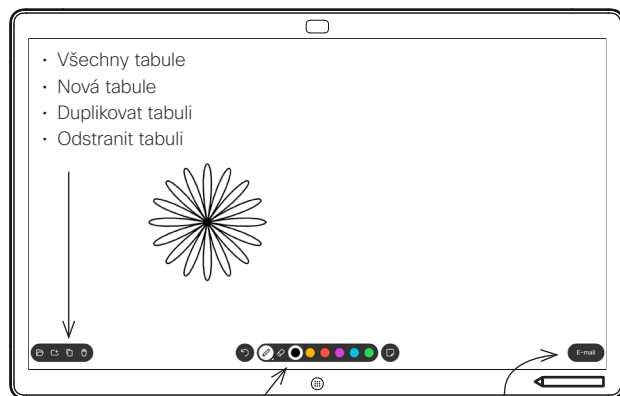 • Všechny tabule
• Nová tabule
• Duplikovat tabuli
• Odstranit tabuli
E-mail